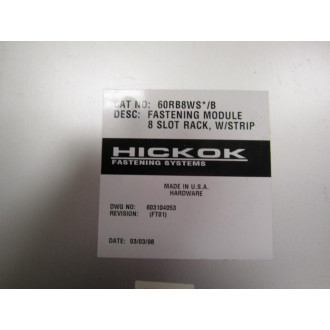 CAT NO: 60RB8WS*/B
DESC: FASTENING MODULE
8 SLOT RACK, W/STRIP
HICKOK
FASTENING SYSTEMS
MADE IN U.S.A.
HARDWARE
DWG NO: 603104053
REVISION: (FT01)
DATE: 03/03/98